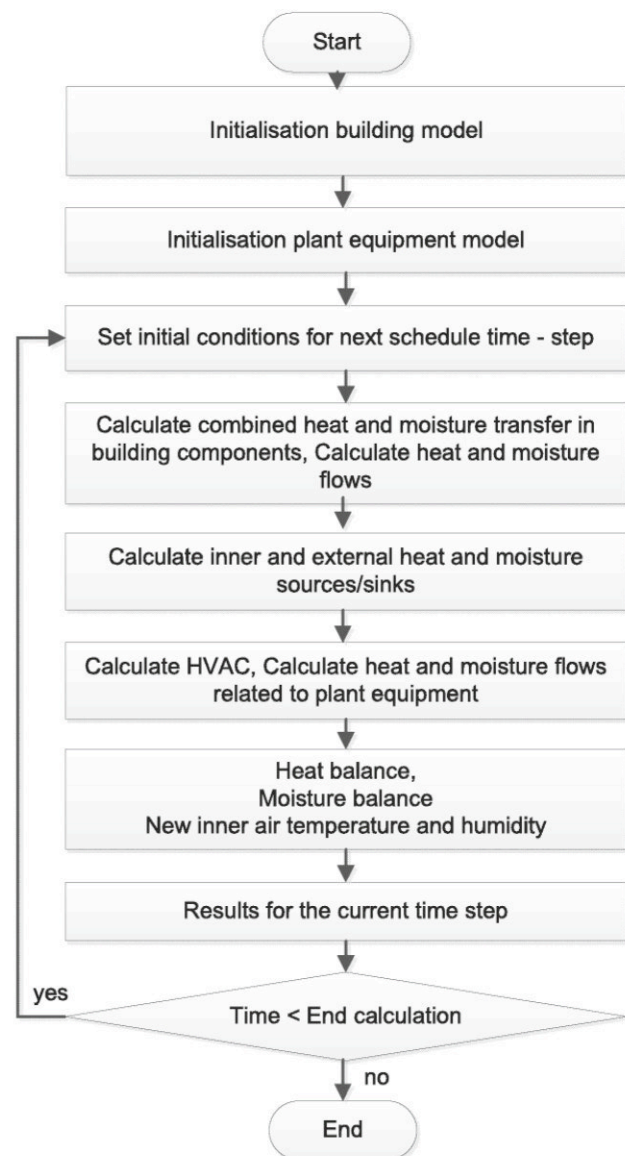 Start
Initialisation building model
Initialisation plant equipment model
Set initial conditions for next schedule time - step
Calculate combined heat and moisture transfer in
building components, Calculate heat and moisture
flows
Calculate inner and external heat and moisture
sources/sinks
Calculate HVAC, Calculate heat and moisture flows
related to plant equipment
Heat balance,
Moisture balance
New inner air temperature and humidity
Results for the current time step
yes
Time < End calculation
no
End